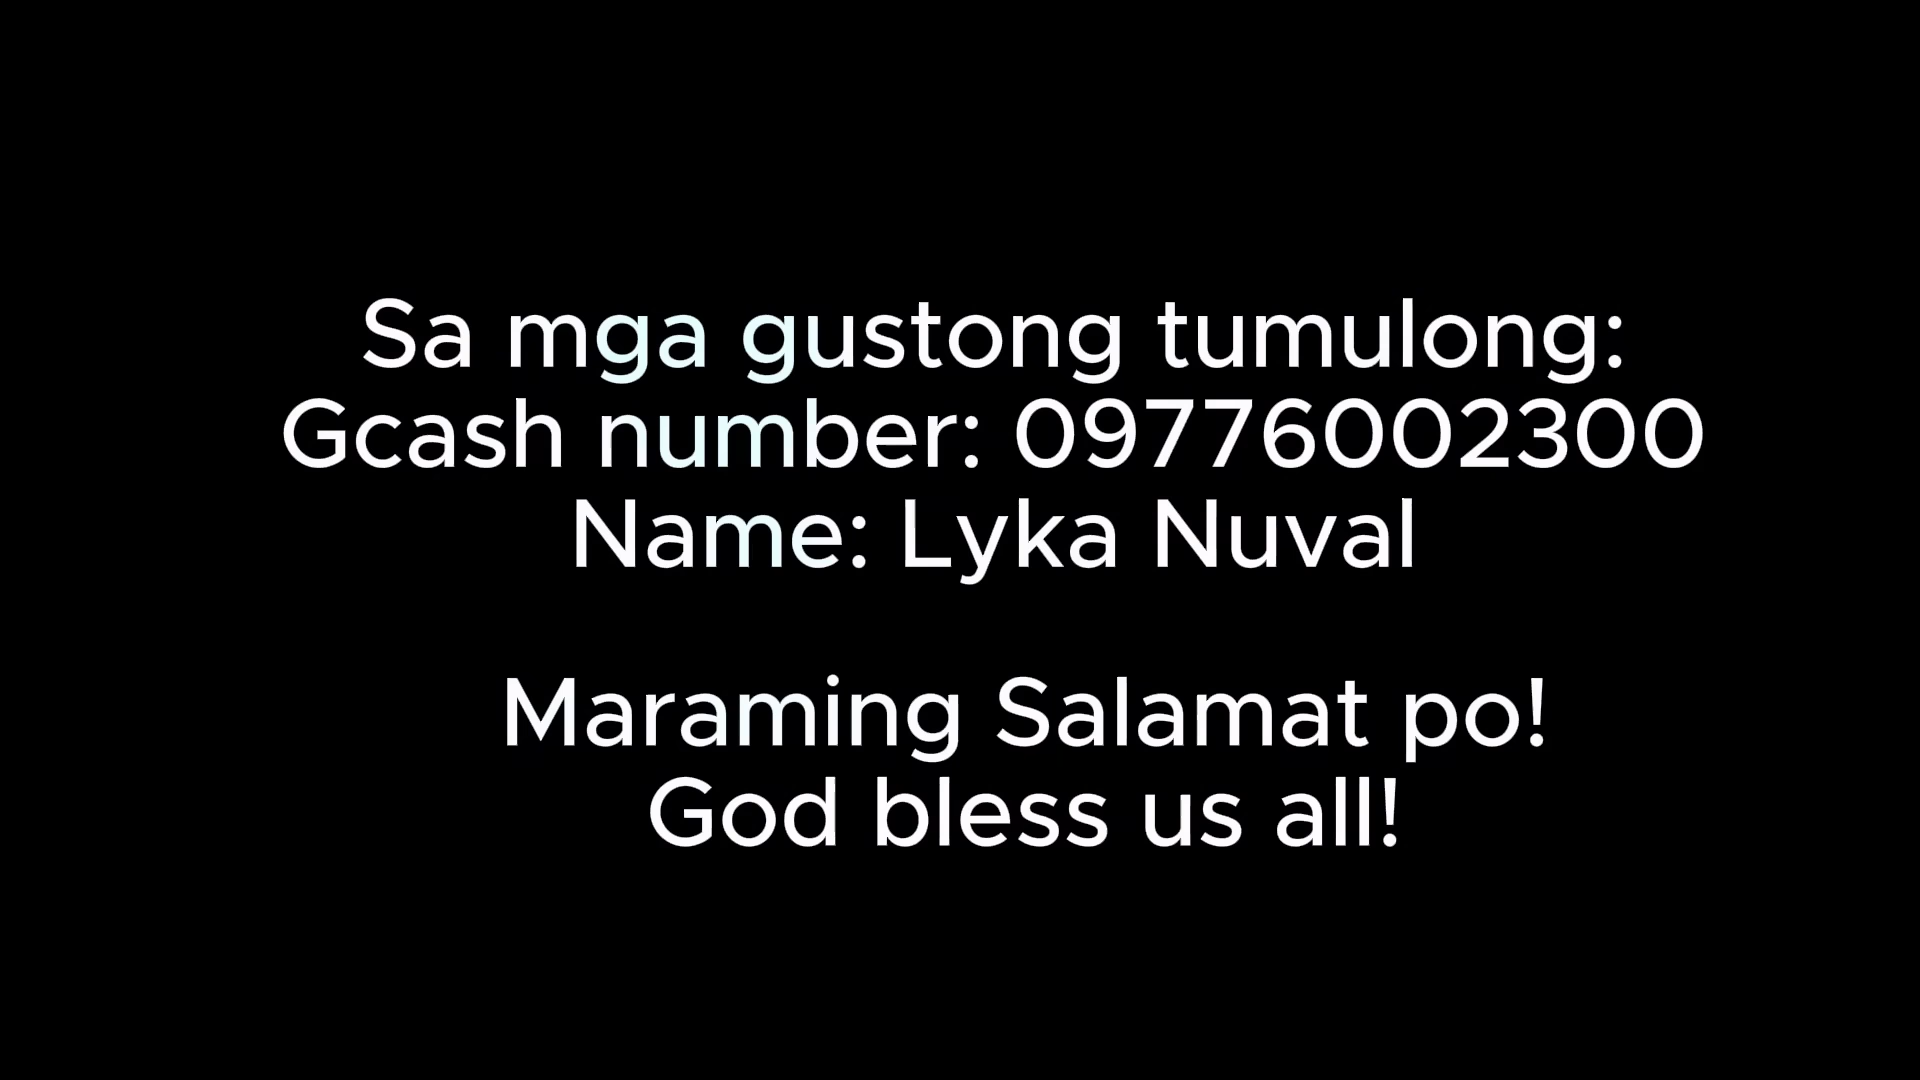 Sa mga gustong tumulong:
Gcash number: 09776002300
Name: Lyka Nuval
Maraming Salamat po!
God bless us all!